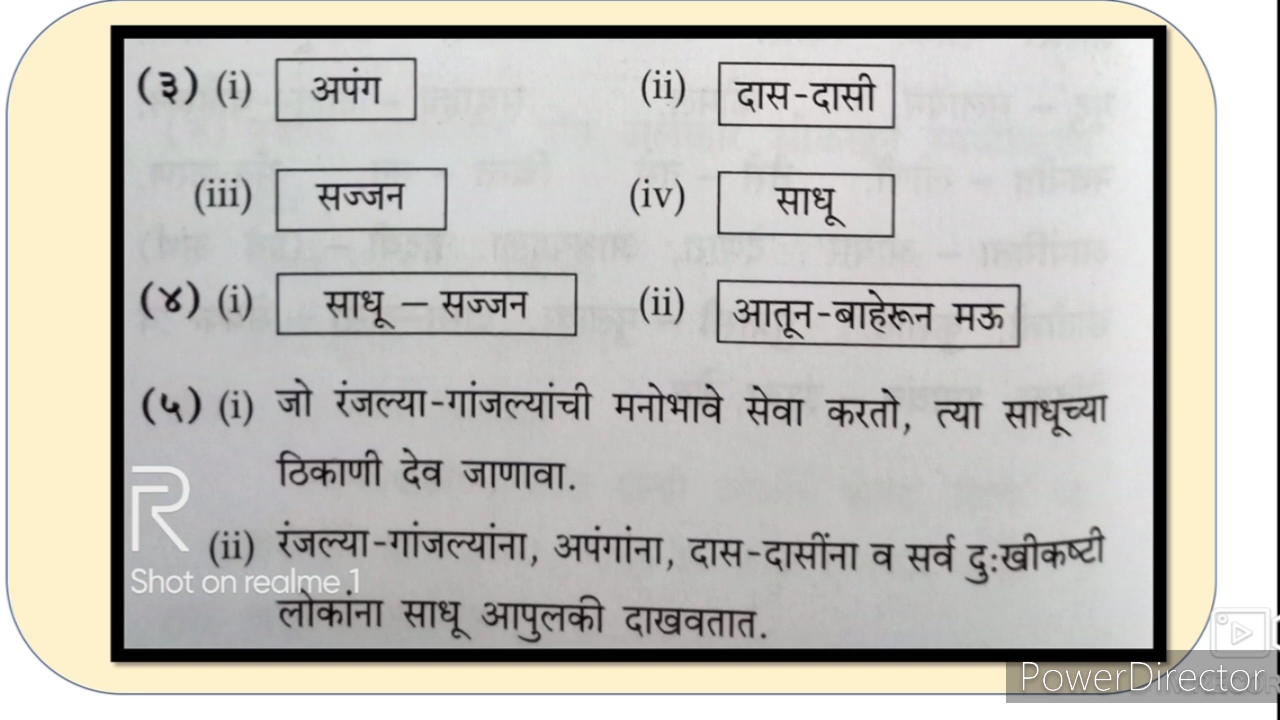 (३) (i) अपंग (ii) दास-दासी
(iii) सज्जन (iv) साधू
(४) (i) साधू – सज्जन (ii) आतून-बाहेरून मऊ
(५) (i) जो रंजल्या-गांजल्यांची मनोभावे सेवा करतो, त्या साधूच्या
ठिकाणी देव जाणावा.
(ii) रंजल्या-गांजल्यांना, अपंगांना, दास-दासींना व सर्व दुःखीकष्टी
लोकांना साधू आपुलकी दाखवतात.
R
Shot on realme 1
PowerDirector